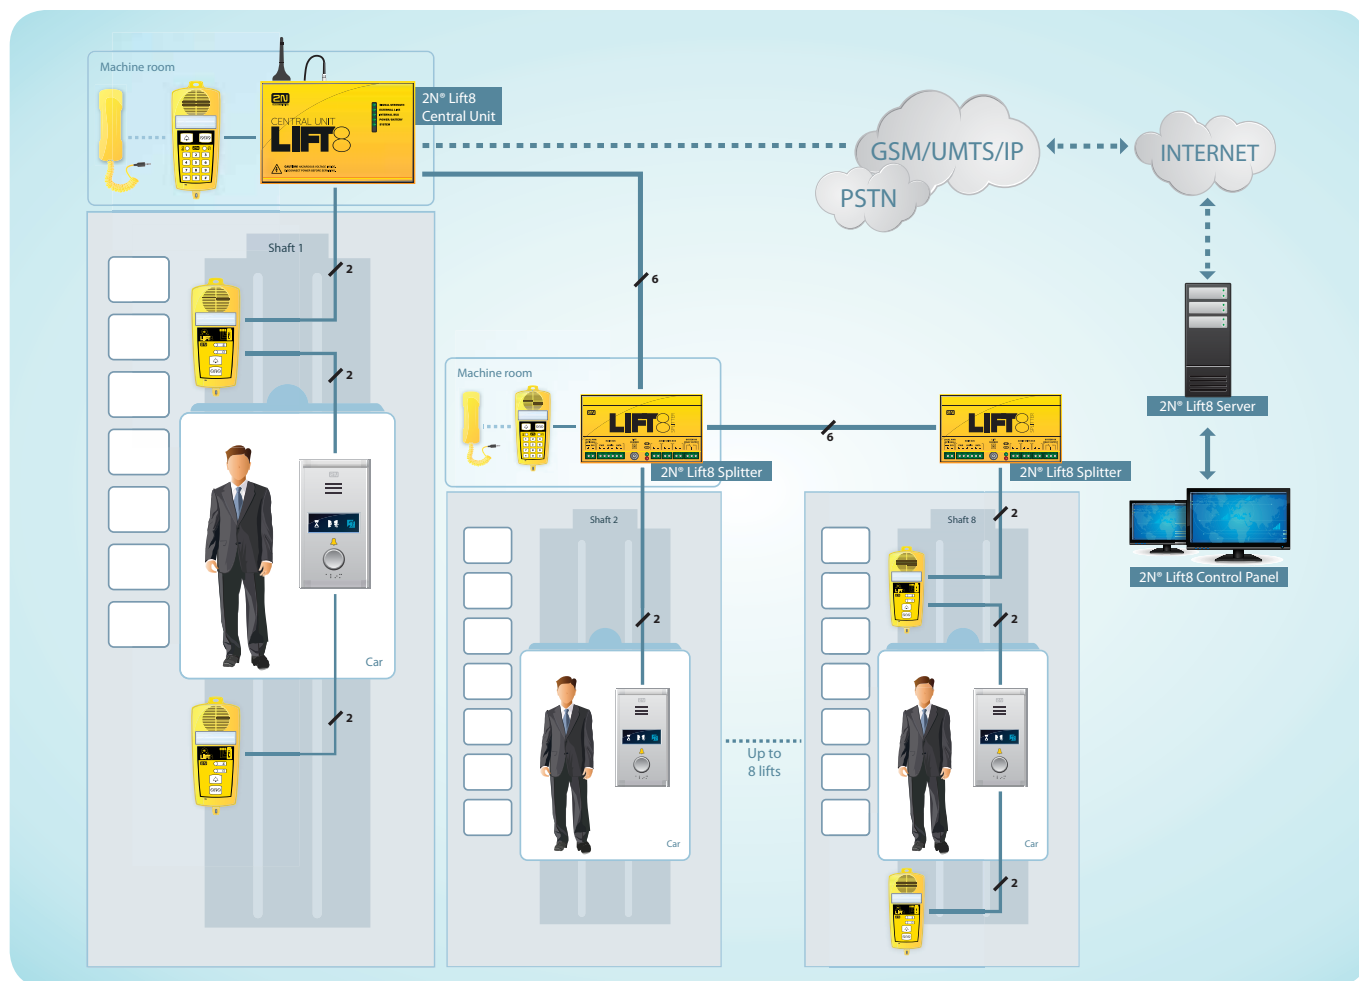 Machine room
2N
CENTRAL UNIT
LIFT8
2N® Lift8
Central Unit
GSM/UMTS/IP
PSTN
INTERNET
Shaft 1
2
2
6
2N® Lift8 Server
2N® Lift8 Control Panel
Machine room
LIFT8
2N® Lift8 Splitter
6
LIFT8
2N® Lift8 Splitter
Car
2
Shaft 2
2
Car
Up to
8 lifts
Shaft 8
2
2
Car
2